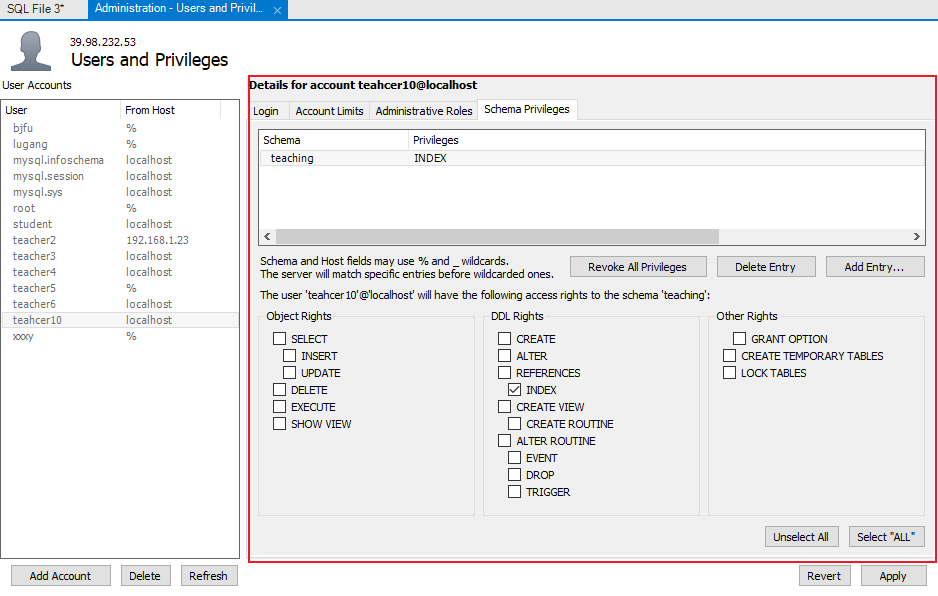 SQL File 3*
Administration - Users and Privil...
39.98.232.53
Users and Privileges
User Accounts
User From Host
bjfu %
lugang %
mysql.infoschema localhost
mysql.session localhost
mysql.sys localhost
root %
student localhost
teacher2 192.168.1.23
teacher3 localhost
teacher4 localhost
teacher5 %
teacher6 localhost
teahcer10 localhost
xxxy %
Add Account Delete Refresh
Details for account teahcer10@localhost
Login Account Limits Administrative Roles Schema Privileges
Schema Privileges
teaching INDEX
Schema and Host fields may use % and _ wildcards.
The server will match specific entries before wildcarded ones.
Revoke All Privileges Delete Entry Add Entry...
The user 'teahcer10'@'localhost' will have the following access rights to the schema 'teaching':
Object Rights
SELECT
INSERT
UPDATE
DELETE
EXECUTE
SHOW VIEW
DDL Rights
CREATE
ALTER
REFERENCES
INDEX
CREATE VIEW
CREATE ROUTINE
ALTER ROUTINE
EVENT
DROP
TRIGGER
Other Rights
GRANT OPTION
CREATE TEMPORARY TABLES
LOCK TABLES
Unselect All Select "ALL"
Revert Apply